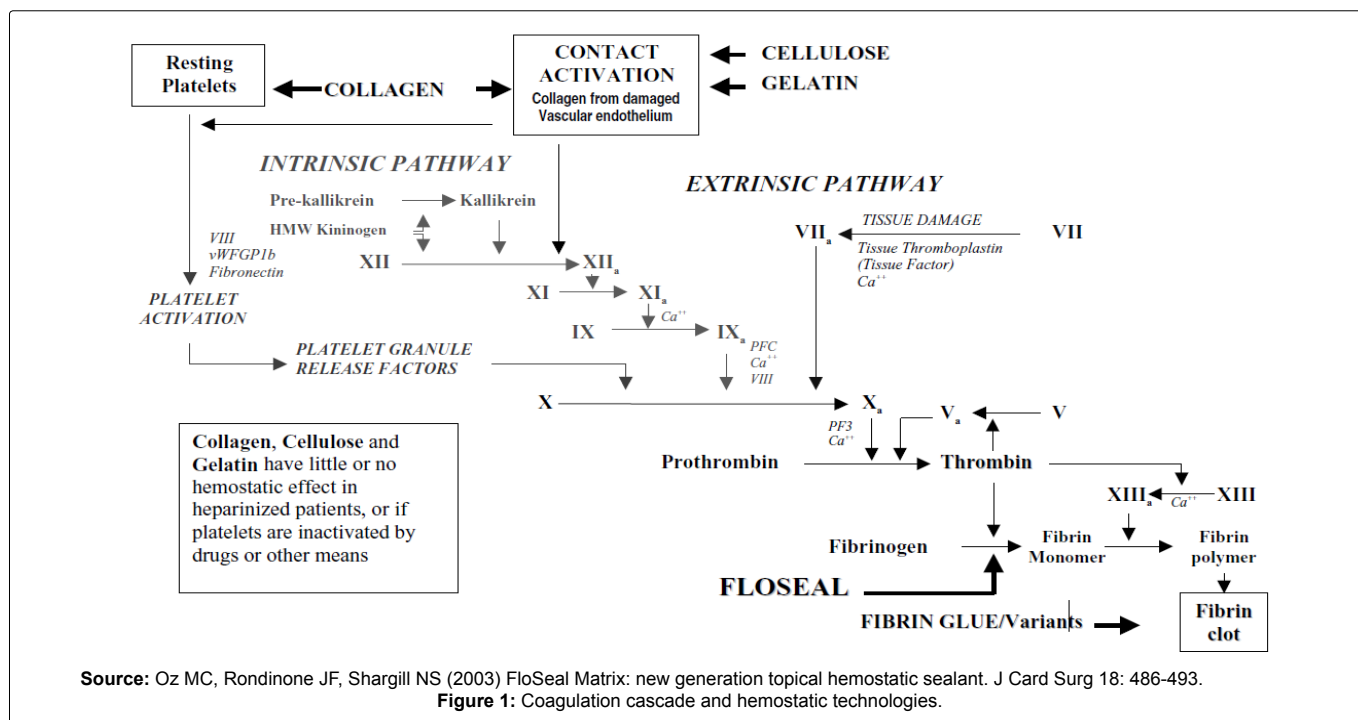 Resting
Platelets
COLLAGEN
CONTACT
ACTIVATION
Collagen from damaged
Vascular endothelium
CELLULOSE
GELATIN
INTRINSIC PATHWAY
Pre-kallikrein
Kallikrein
HMW Kininogen
XII
XIIa
XI
XIa
Ca++
IX
IXa
PFC
Ca++
VIII
EXTRINSIC PATHWAY
VIIa
TISSUE DAMAGE
VII
Tissue Thromboplastin
(Tissue Factor)
Ca++
VIII
vWFGP1b
Fibronectin
PLATELET
ACTIVATION
PLATELET GRANULE
RELEASE FACTORS
X
Xa
Va
V
PF3
Ca++
Prothrombin
Thrombin
XIIIa
Ca++
XIII
Fibrinogen
Fibrin
Monomer
Fibrin
polymer
FLOSEAL
FIBRIN GLUE/Variants
Fibrin
clot
Collagen, Cellulose and
Gelatin have little or no
hemostatic effect in
heparinized patients, or if
platelets are inactivated by
drugs or other means
Source: Oz MC, Rondinone JF, Shargill NS (2003) FloSeal Matrix: new generation topical hemostatic sealant. J Card Surg 18: 486-493.
Figure 1: Coagulation cascade and hemostatic technologies.